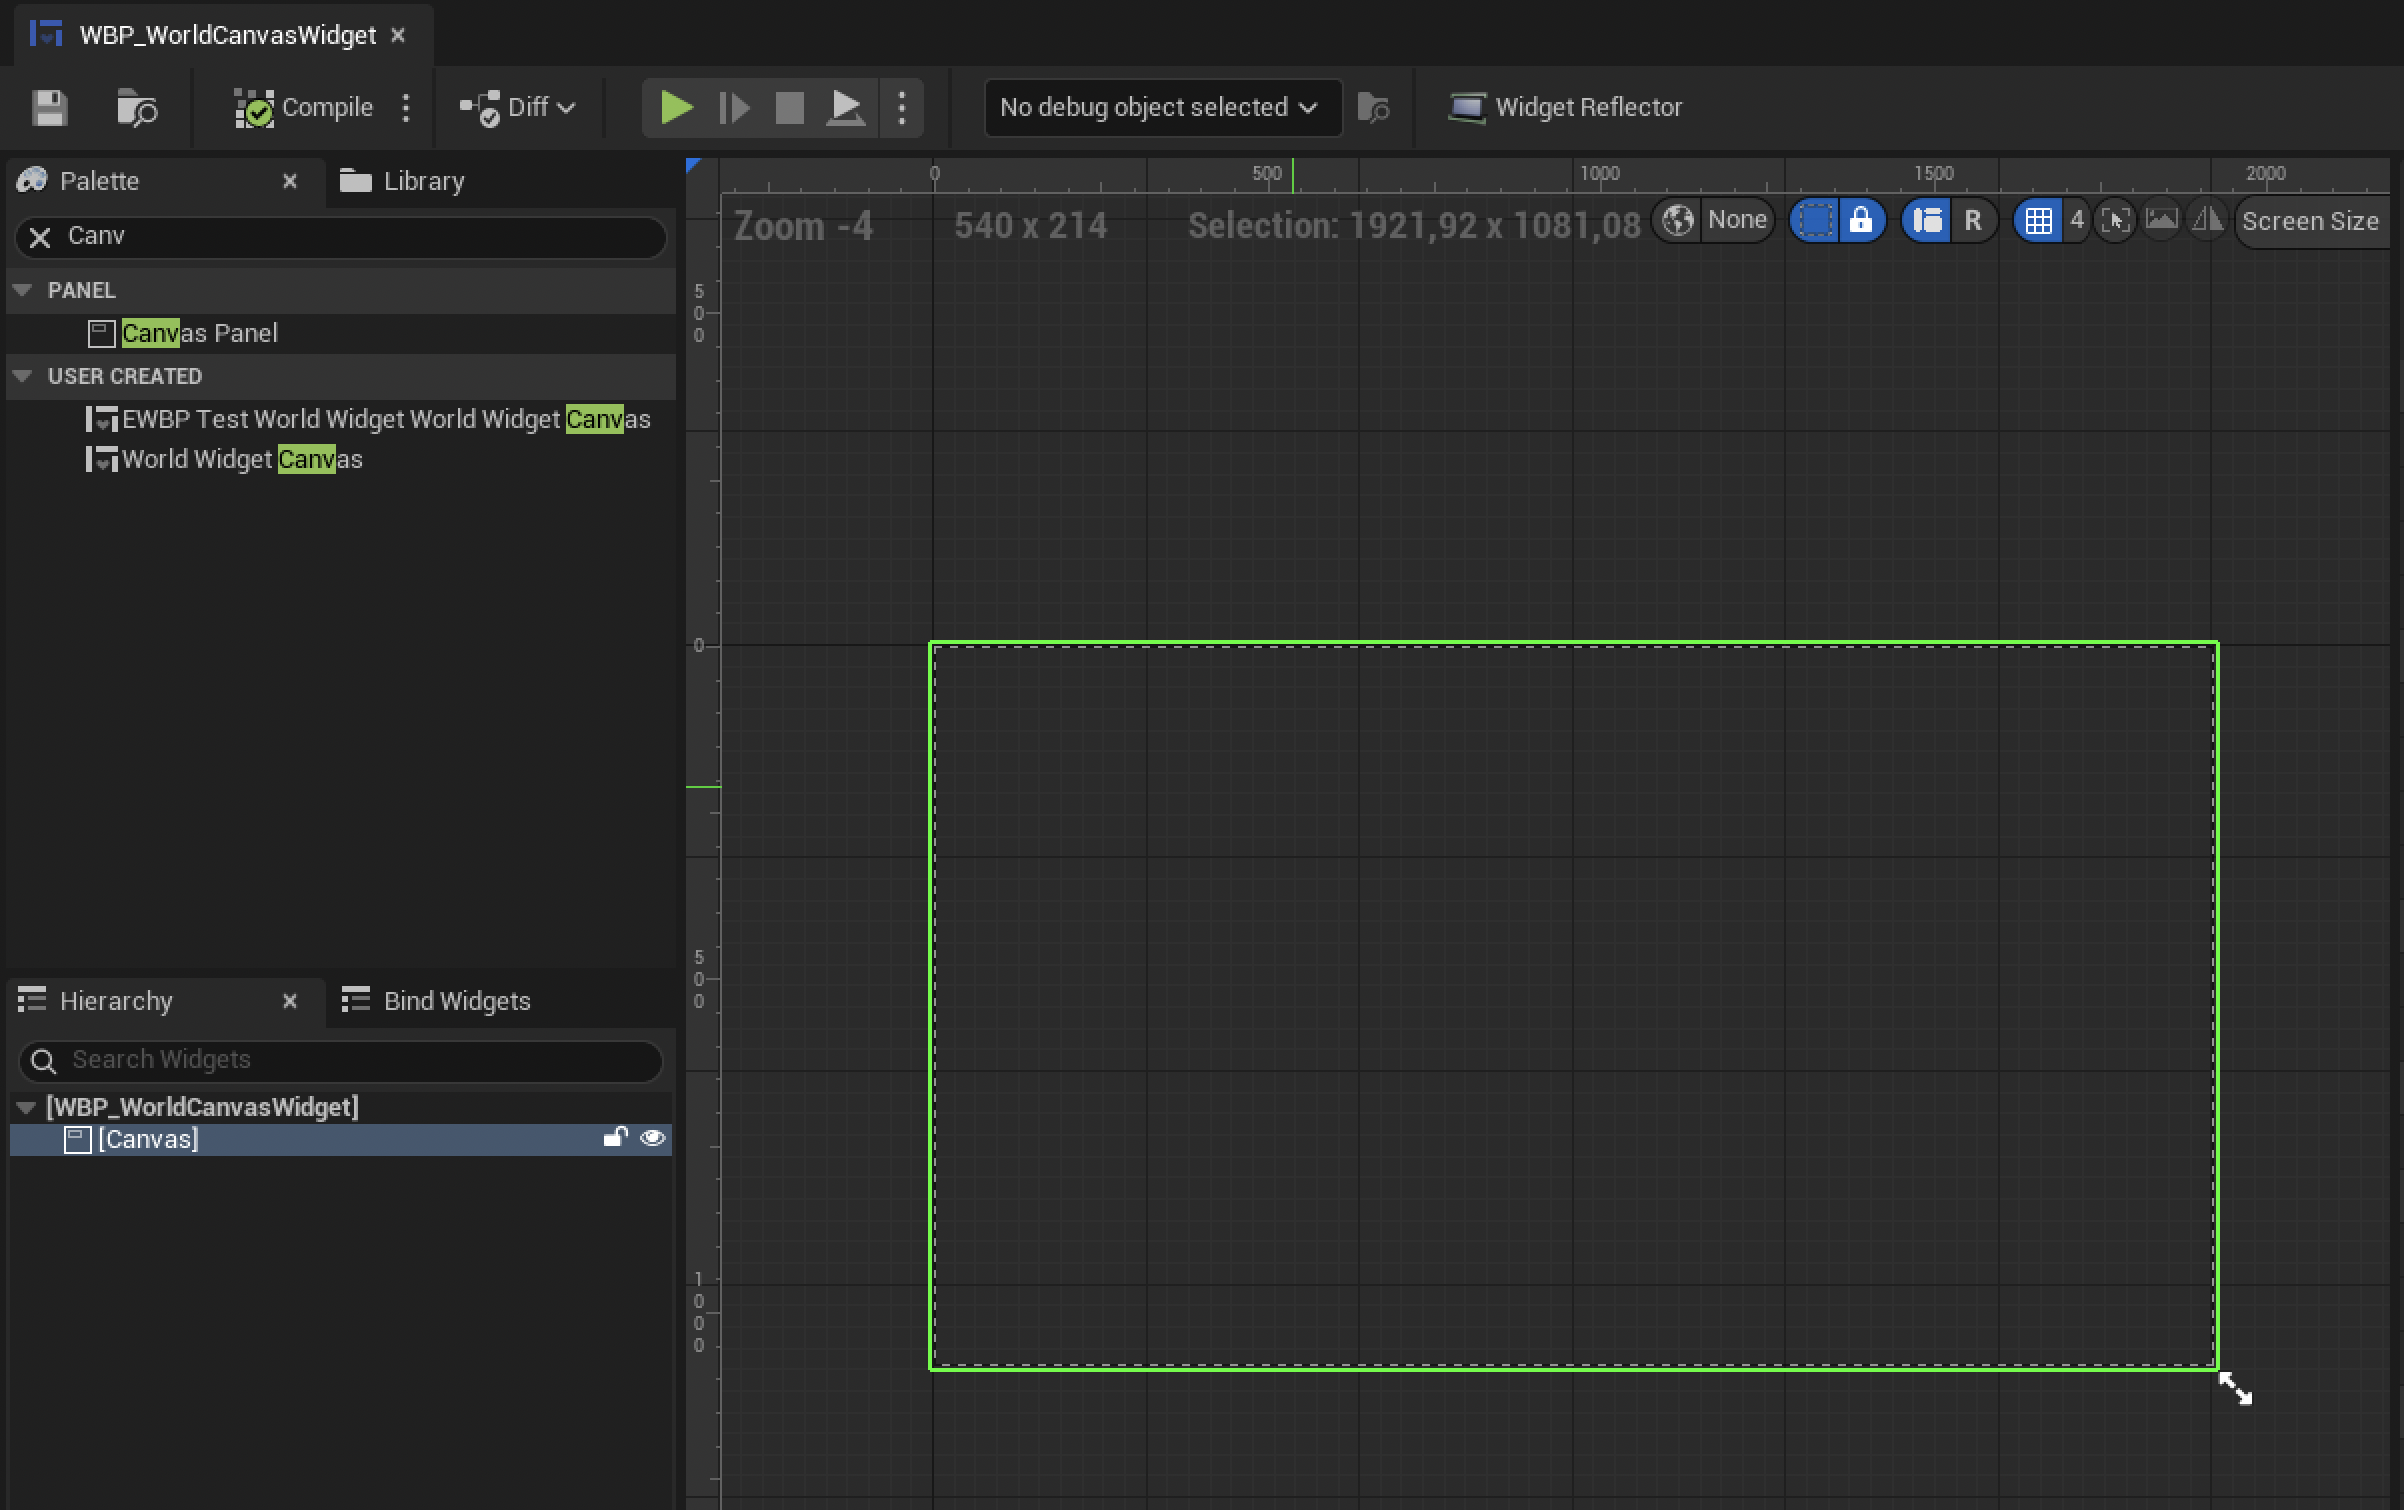 WBP_WorldCanvasWidget
Compile
Diff
No debug object selected
Widget Reflector
Palette
Library
Canv
PANEL
Canvas Panel
USER CREATED
EWBP Test World Widget World Widget Canvas
World Widget Canvas
Hierarchy
Bind Widgets
Search Widgets
[WBP_WorldCanvasWidget]
[Canvas]
0 500 1000 1500 2000
Zoom -4 540 x 214 Selection: 1921,92 x 1081,08 None R 4 Screen Size
500
0
500
1000